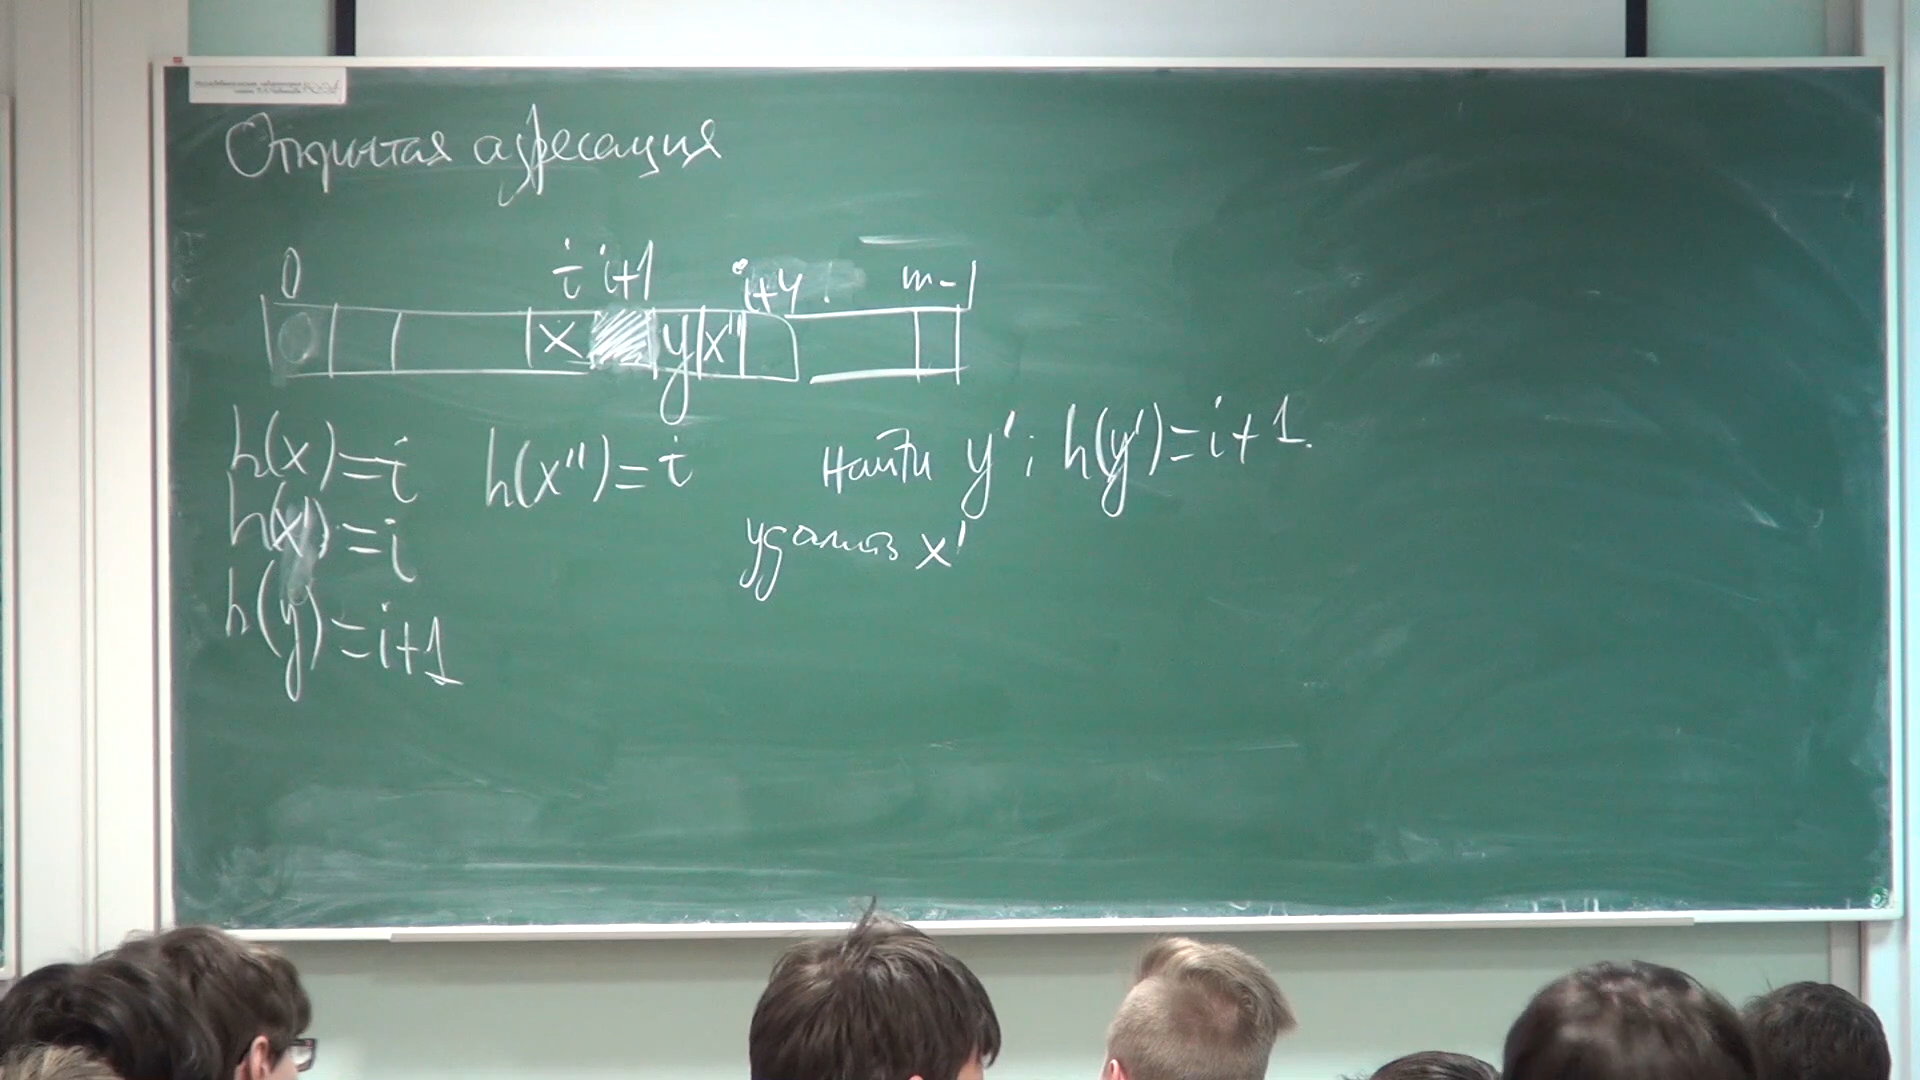 Открытая адресация
0 i i+1 i+4 m-1
x y x''
h(x)=i h(x'')=i найти y'; h(y')=i+1.
h(x')=i удалить x'
h(y)=i+1